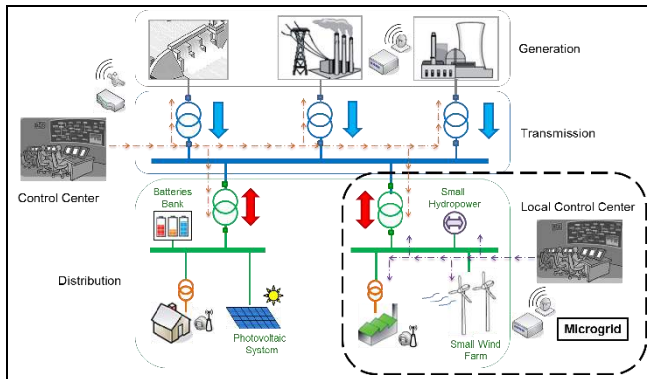 Generation
Transmission
Control Center
Batteries
Bank
Small
Hydropower
Local Control Center
Distribution
Photovoltaic
System
Small Wind
Farm
Microgrid